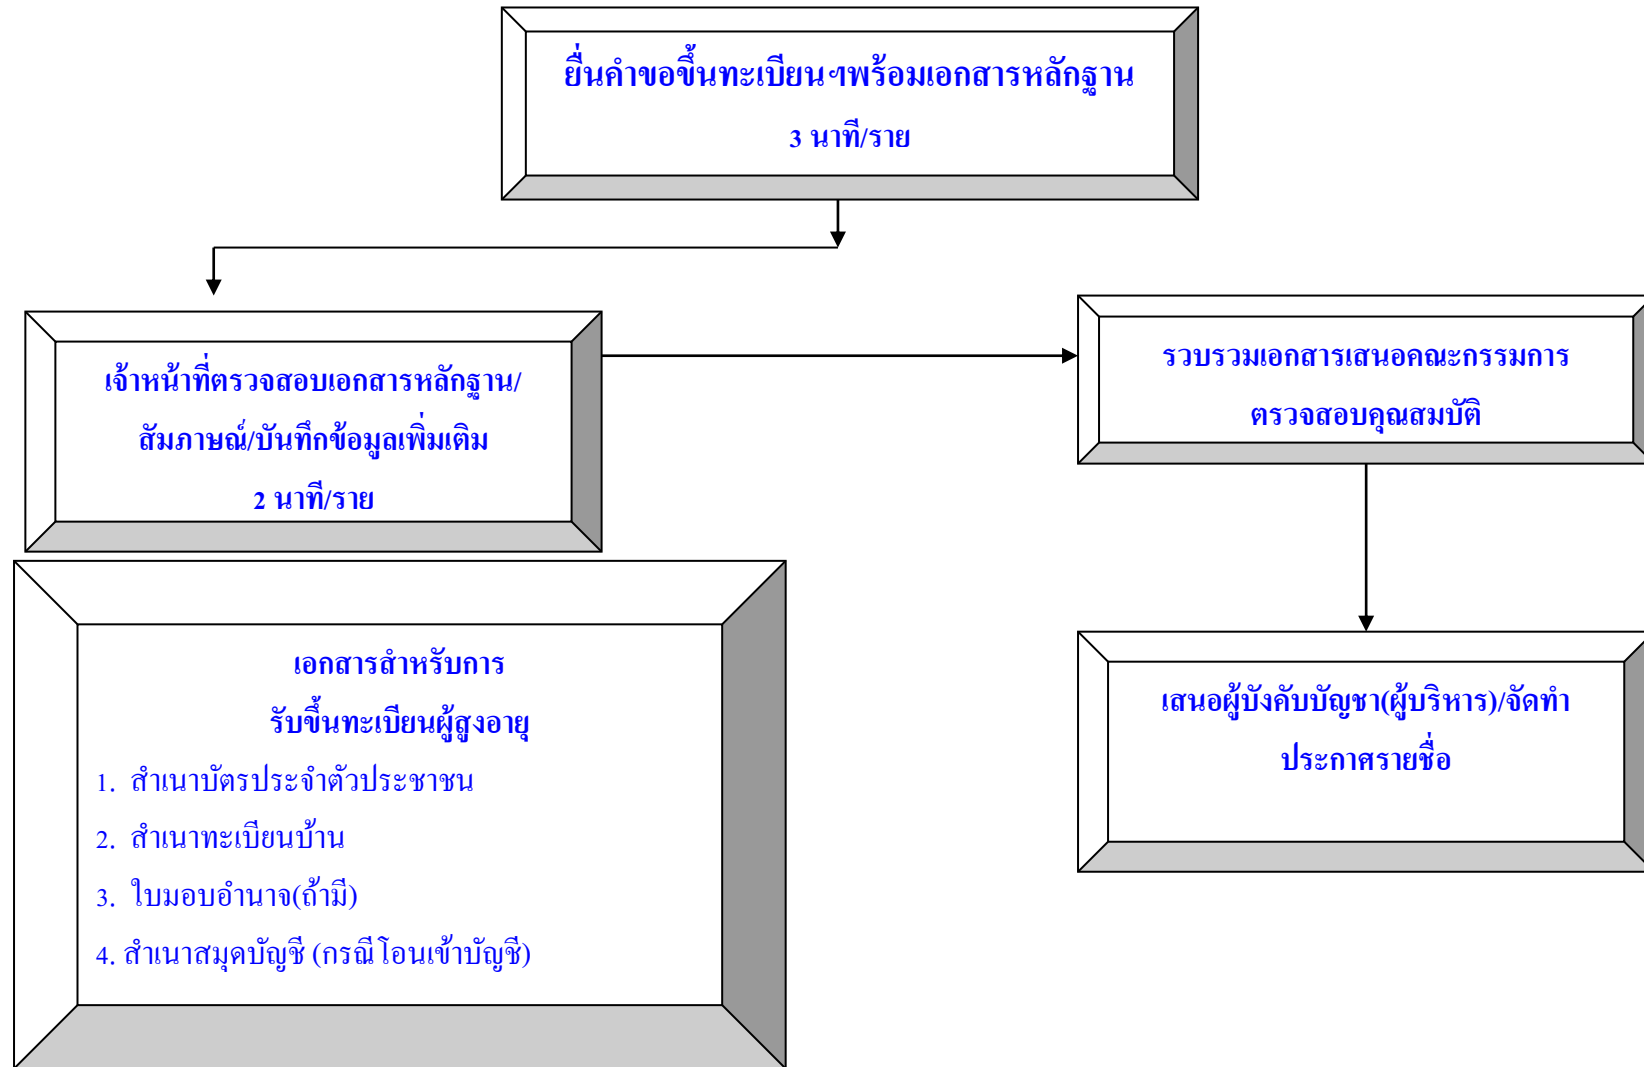 ยื่นคำขอขึ้นทะเบียนฯพร้อมเอกสารหลักฐาน
3 นาที/ราย
เจ้าหน้าที่ตรวจสอบเอกสารหลักฐาน/
สัมภาษณ์/บันทึกข้อมูลเพิ่มเติม
2 นาที/ราย
รวบรวมเอกสารเสนอคณะกรรมการ
ตรวจสอบคุณสมบัติ
เอกสารสำหรับการ
รับขึ้นทะเบียนผู้สูงอายุ
1. สำเนาบัตรประจำตัวประชาชน
2. สำเนาทะเบียนบ้าน
3. ใบมอบอำนาจ(ถ้ามี)
4. สำเนาสมุดบัญชี (กรณีโอนเข้าบัญชี)
เสนอผู้บังคับบัญชา(ผู้บริหาร)/จัดทำ
ประกาศรายชื่อ